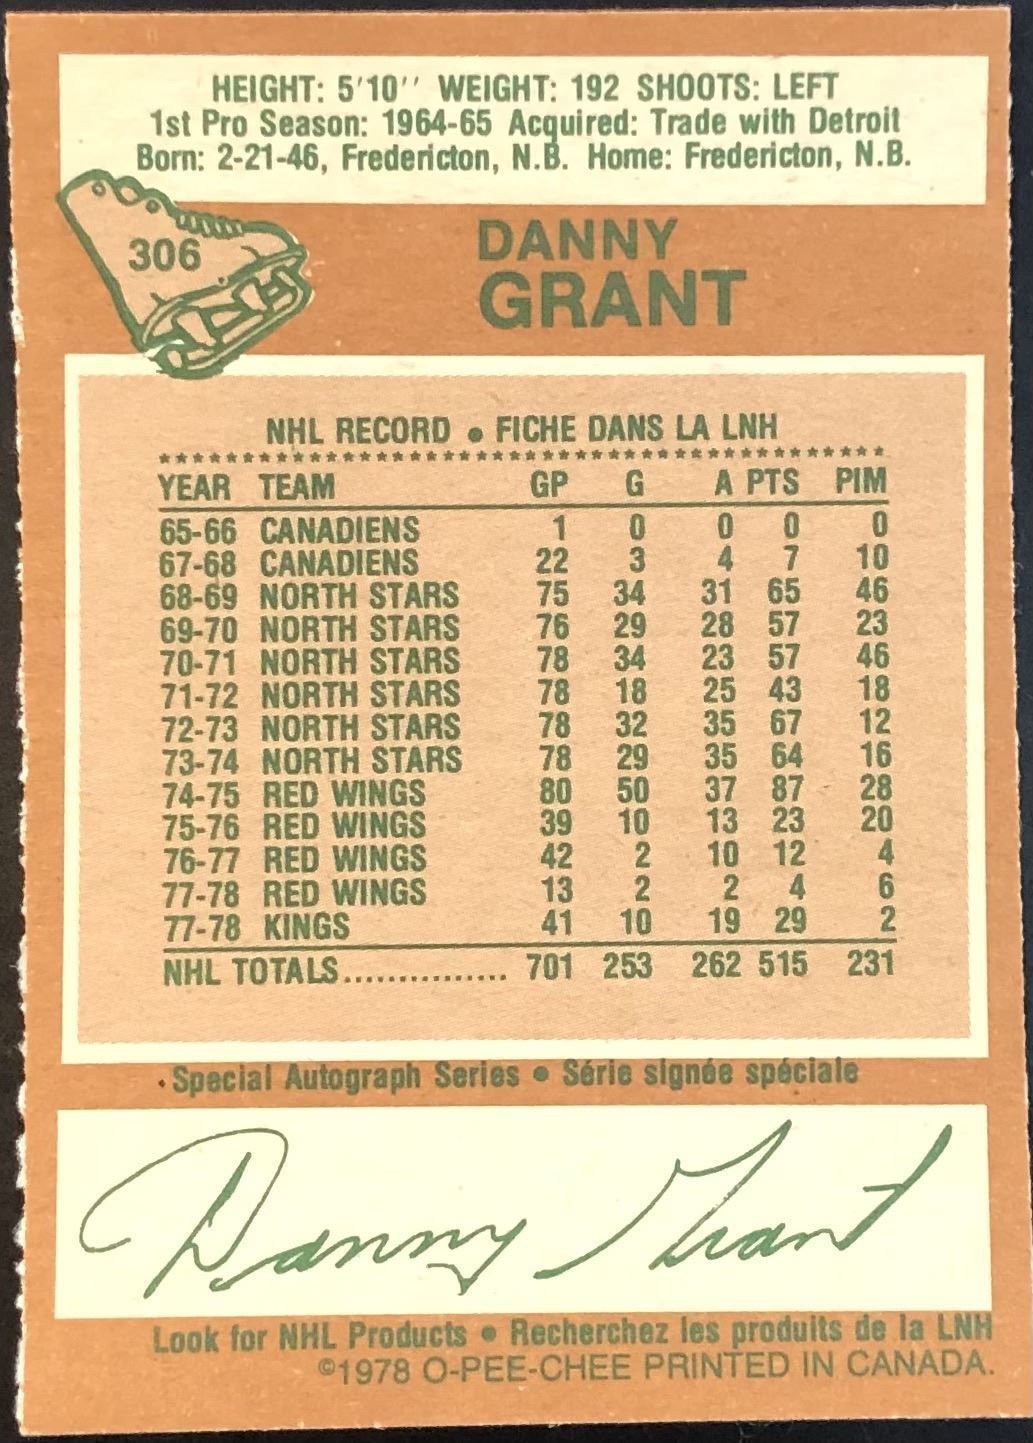 HEIGHT: 5'10'' WEIGHT: 192 SHOOTS: LEFT
1st Pro Season: 1964-65 Acquired: Trade with Detroit
Born: 2-21-46, Fredericton, N.B. Home: Fredericton, N.B.
306
DANNY
GRANT
NHL RECORD • FICHE DANS LA LNH
YEAR TEAM GP G A PTS PIM
65-66 CANADIENS 1 0 0 0 0
67-68 CANADIENS 22 3 4 7 10
68-69 NORTH STARS 75 34 31 65 46
69-70 NORTH STARS 76 29 28 57 23
70-71 NORTH STARS 78 34 23 57 46
71-72 NORTH STARS 78 18 25 43 18
72-73 NORTH STARS 78 32 35 67 12
73-74 NORTH STARS 78 29 35 64 16
74-75 RED WINGS 80 50 37 87 28
75-76 RED WINGS 39 10 13 23 20
76-77 RED WINGS 42 2 10 12 4
77-78 RED WINGS 13 2 2 4 6
77-78 KINGS 41 10 19 29 2
NHL TOTALS............... 701 253 262 515 231
Special Autograph Series • Série signée spéciale
Danny Grant
Look for NHL Products • Recherchez les produits de la LNH
©1978 O-PEE-CHEE PRINTED IN CANADA.